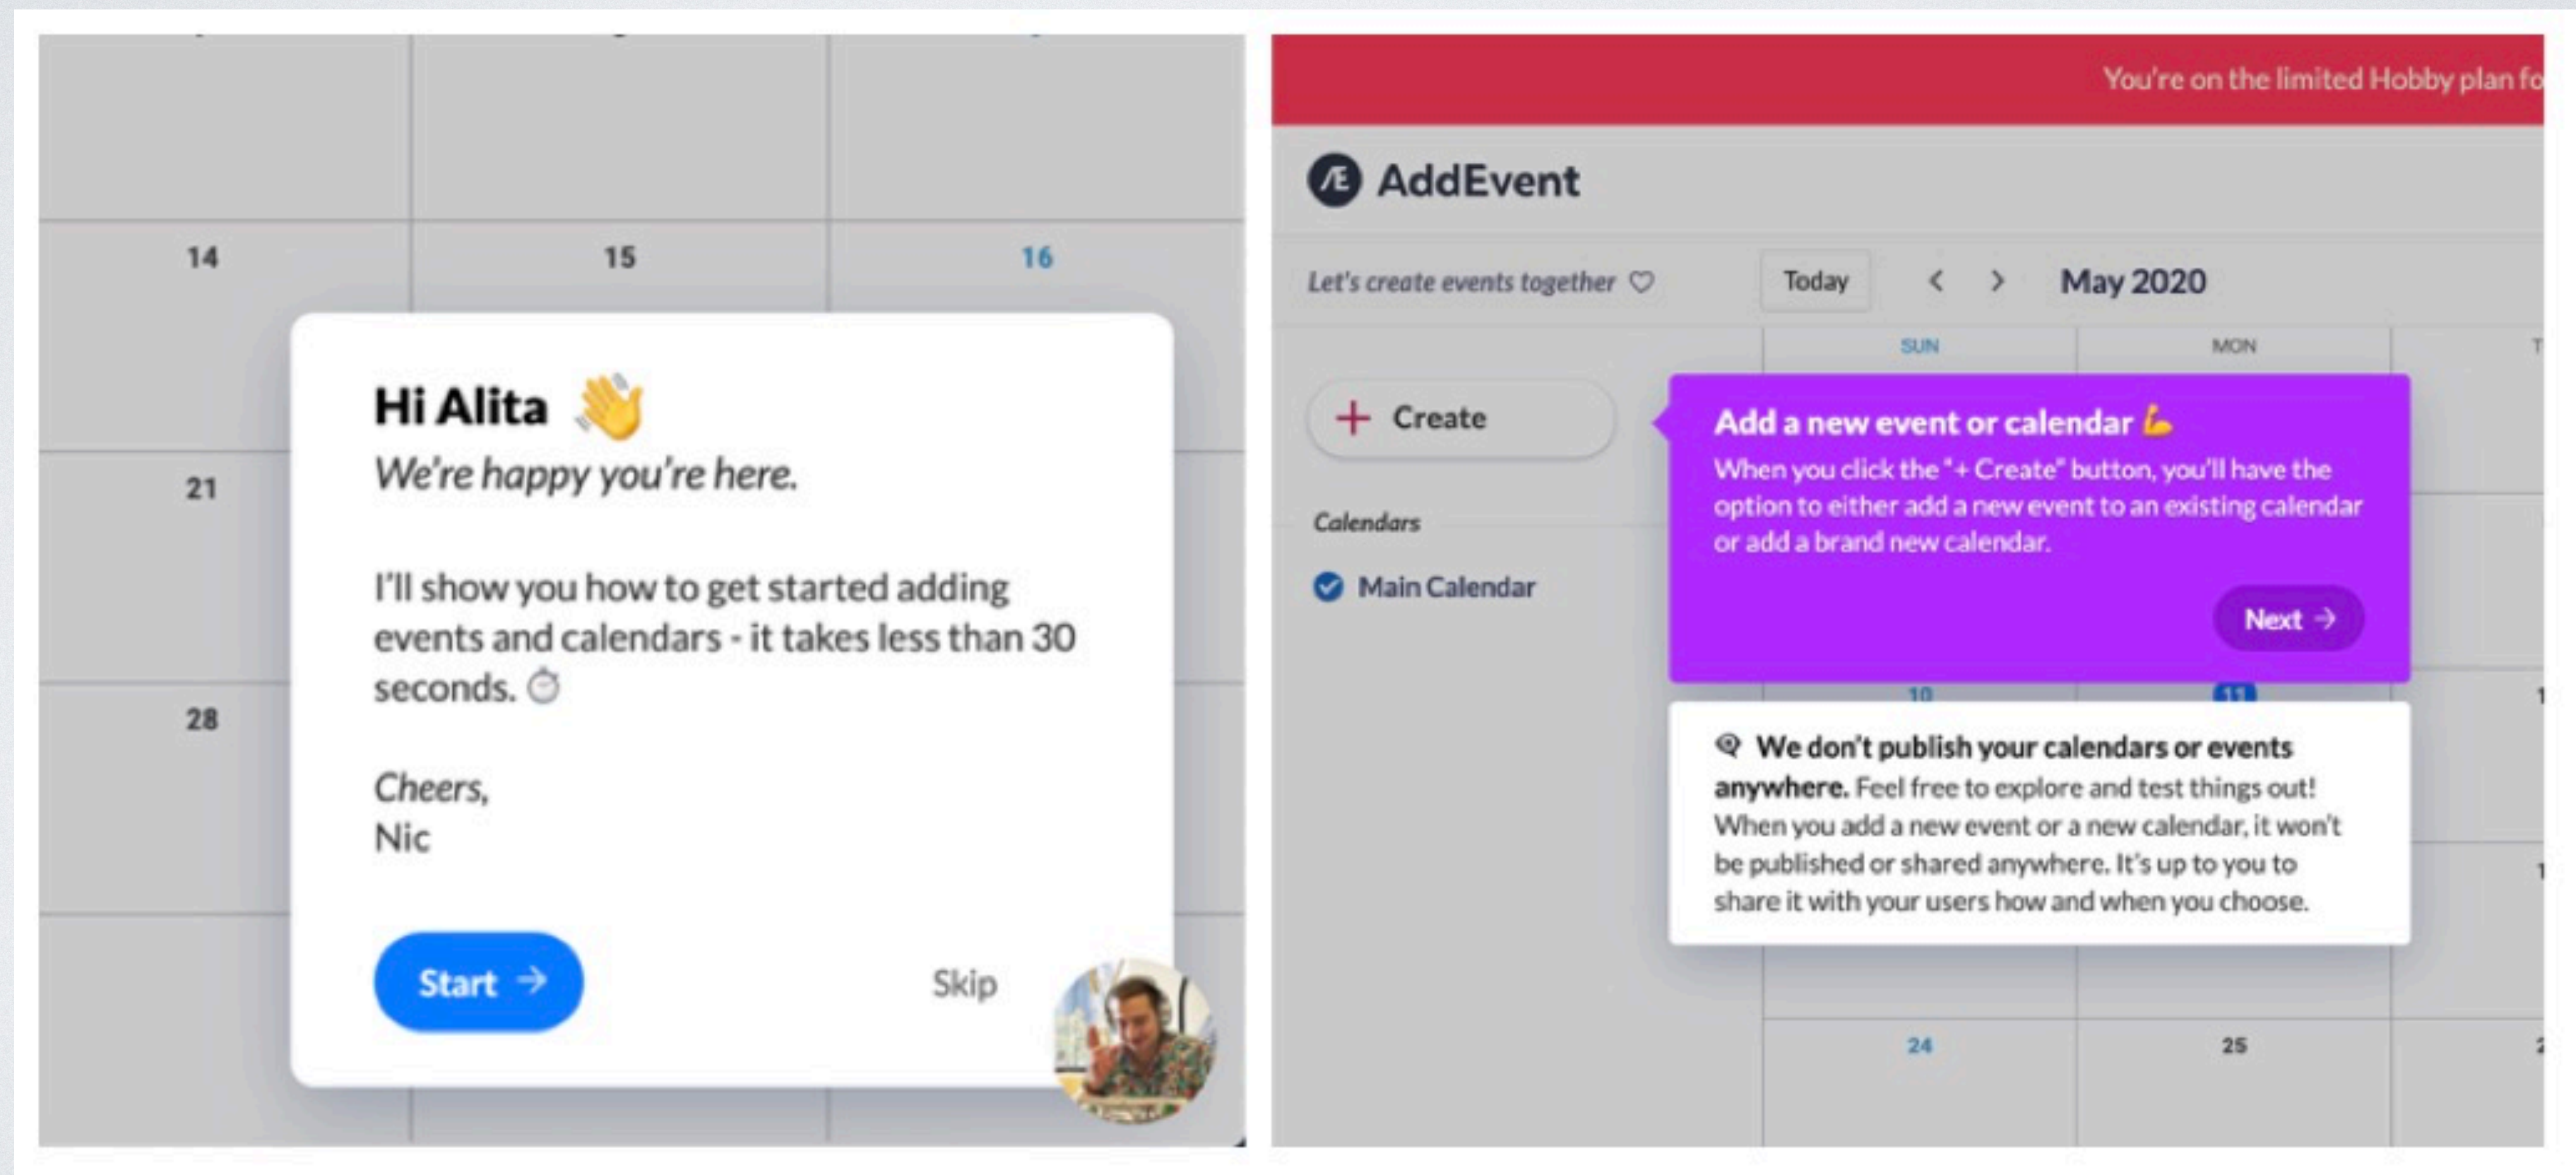 14
15
16
21
28
Hi Alita 👋
We're happy you're here.
I'll show you how to get started adding
events and calendars - it takes less than 30
seconds. ⏱
Cheers,
Nic
Start →
Skip
You're on the limited Hobby plan fo
Æ AddEvent
Let's create events together ♡
Today < > May 2020
SUN MON T
+ Create
Calendars
Main Calendar
Add a new event or calendar 💪
When you click the "+ Create" button, you'll have the
option to either add a new event to an existing calendar
or add a brand new calendar.
Next →
10 11 1
We don't publish your calendars or events
anywhere. Feel free to explore and test things out!
When you add a new event or a new calendar, it won't
be published or shared anywhere. It's up to you to
share it with your users how and when you choose.
1
24 25 2